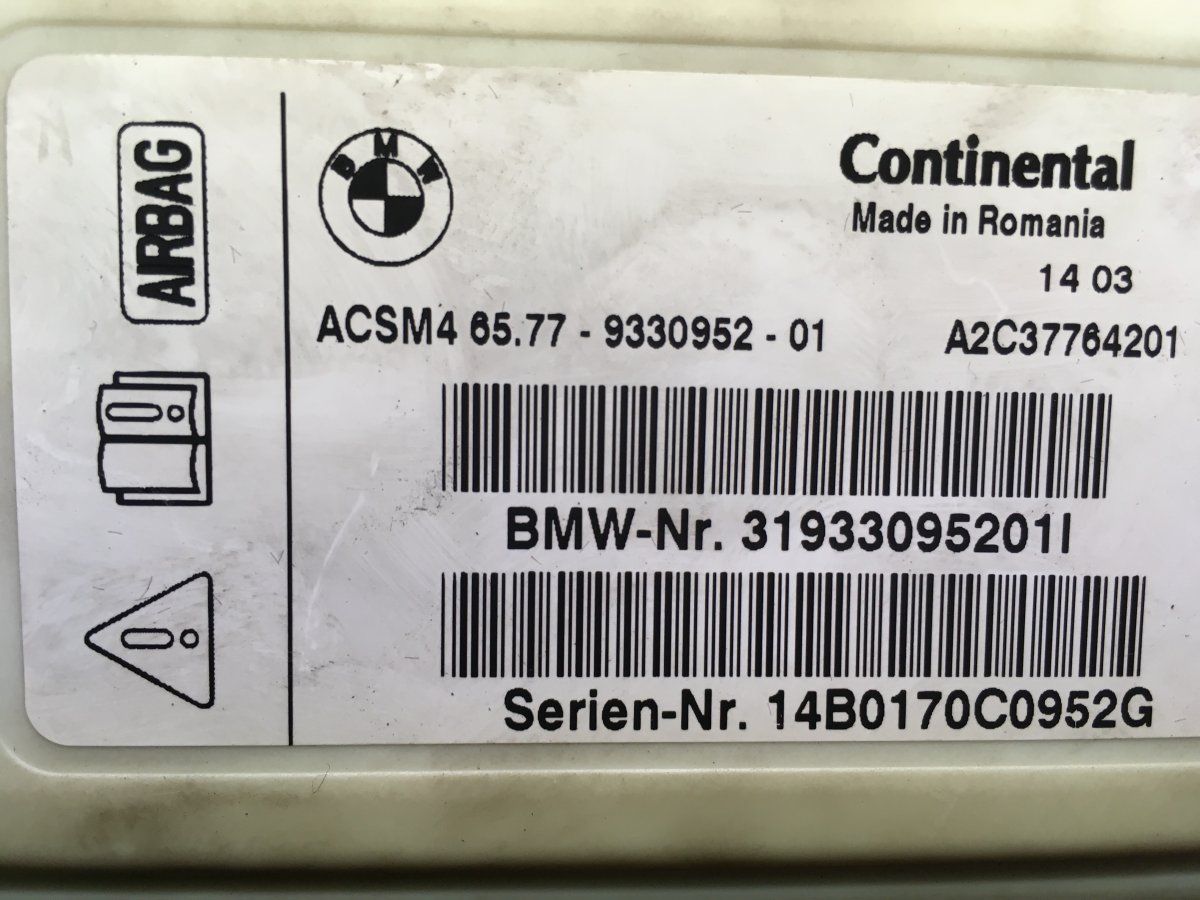 AIRBAG
BMW
Continental
Made in Romania
14 03
ACSM4 65.77 - 9330952 - 01
A2C37764201
BMW-Nr. 31933095201I
Serien-Nr. 14B0170C0952G